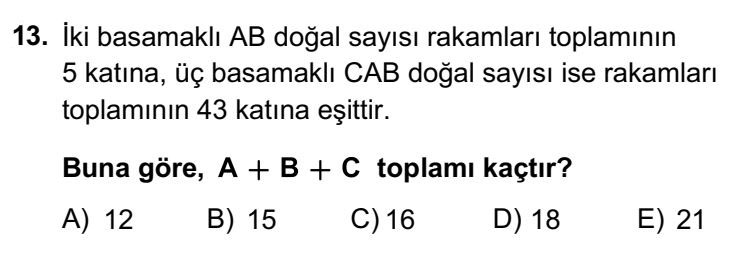 13. İki basamaklı AB doğal sayısı rakamları toplamının
5 katına, üç basamaklı CAB doğal sayısı ise rakamları
toplamının 43 katına eşittir.
Buna göre, A + B + C toplamı kaçtır?
A) 12 B) 15 C) 16 D) 18 E) 21